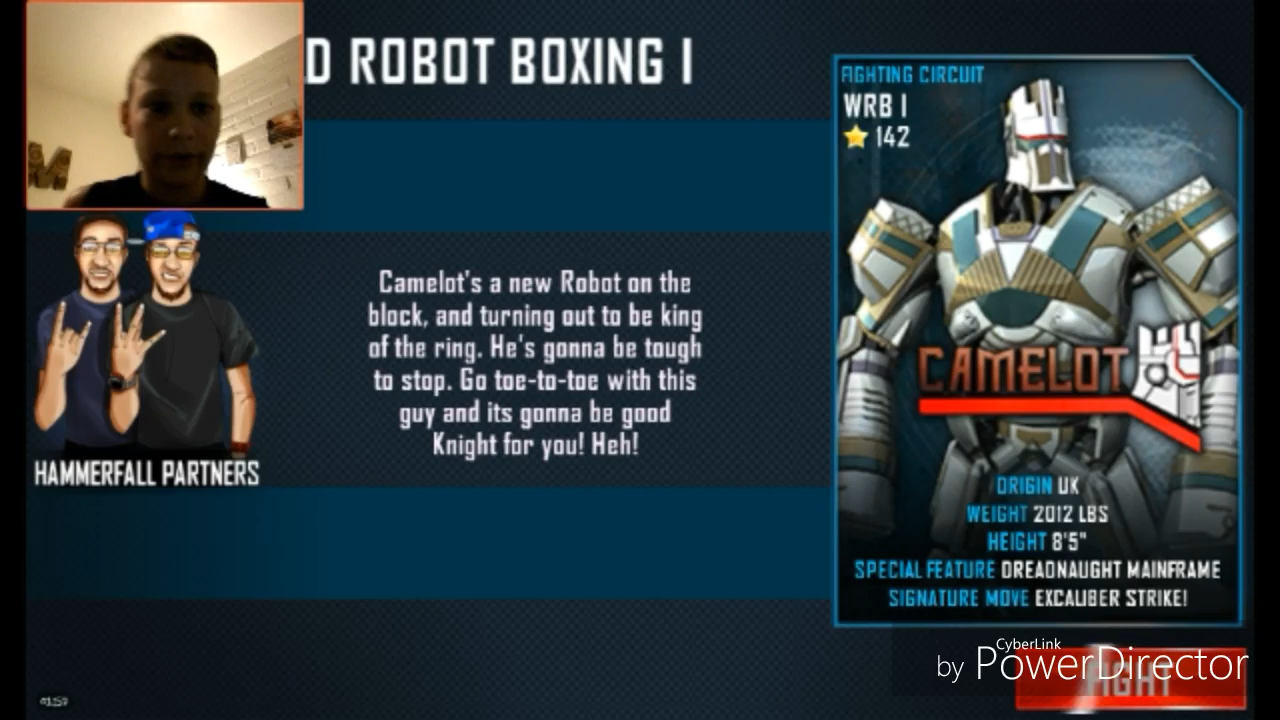 D ROBOT BOXING I
FIGHTING CIRCUIT
WRB I
142
M
Camelot's a new Robot on the
block, and turning out to be king
of the ring. He's gonna be tough
to stop. Go toe-to-toe with this
guy and its gonna be good
Knight for you! Heh!
HAMMERFALL PARTNERS
CAMELOT
ORIGIN UK
WEIGHT 2012 LBS
HEIGHT 8'5"
SPECIAL FEATURE DREADNAUGHT MAINFRAME
SIGNATURE MOVE EXCALIBER STRIKE!
FIGHT
CyberLink
by PowerDirector